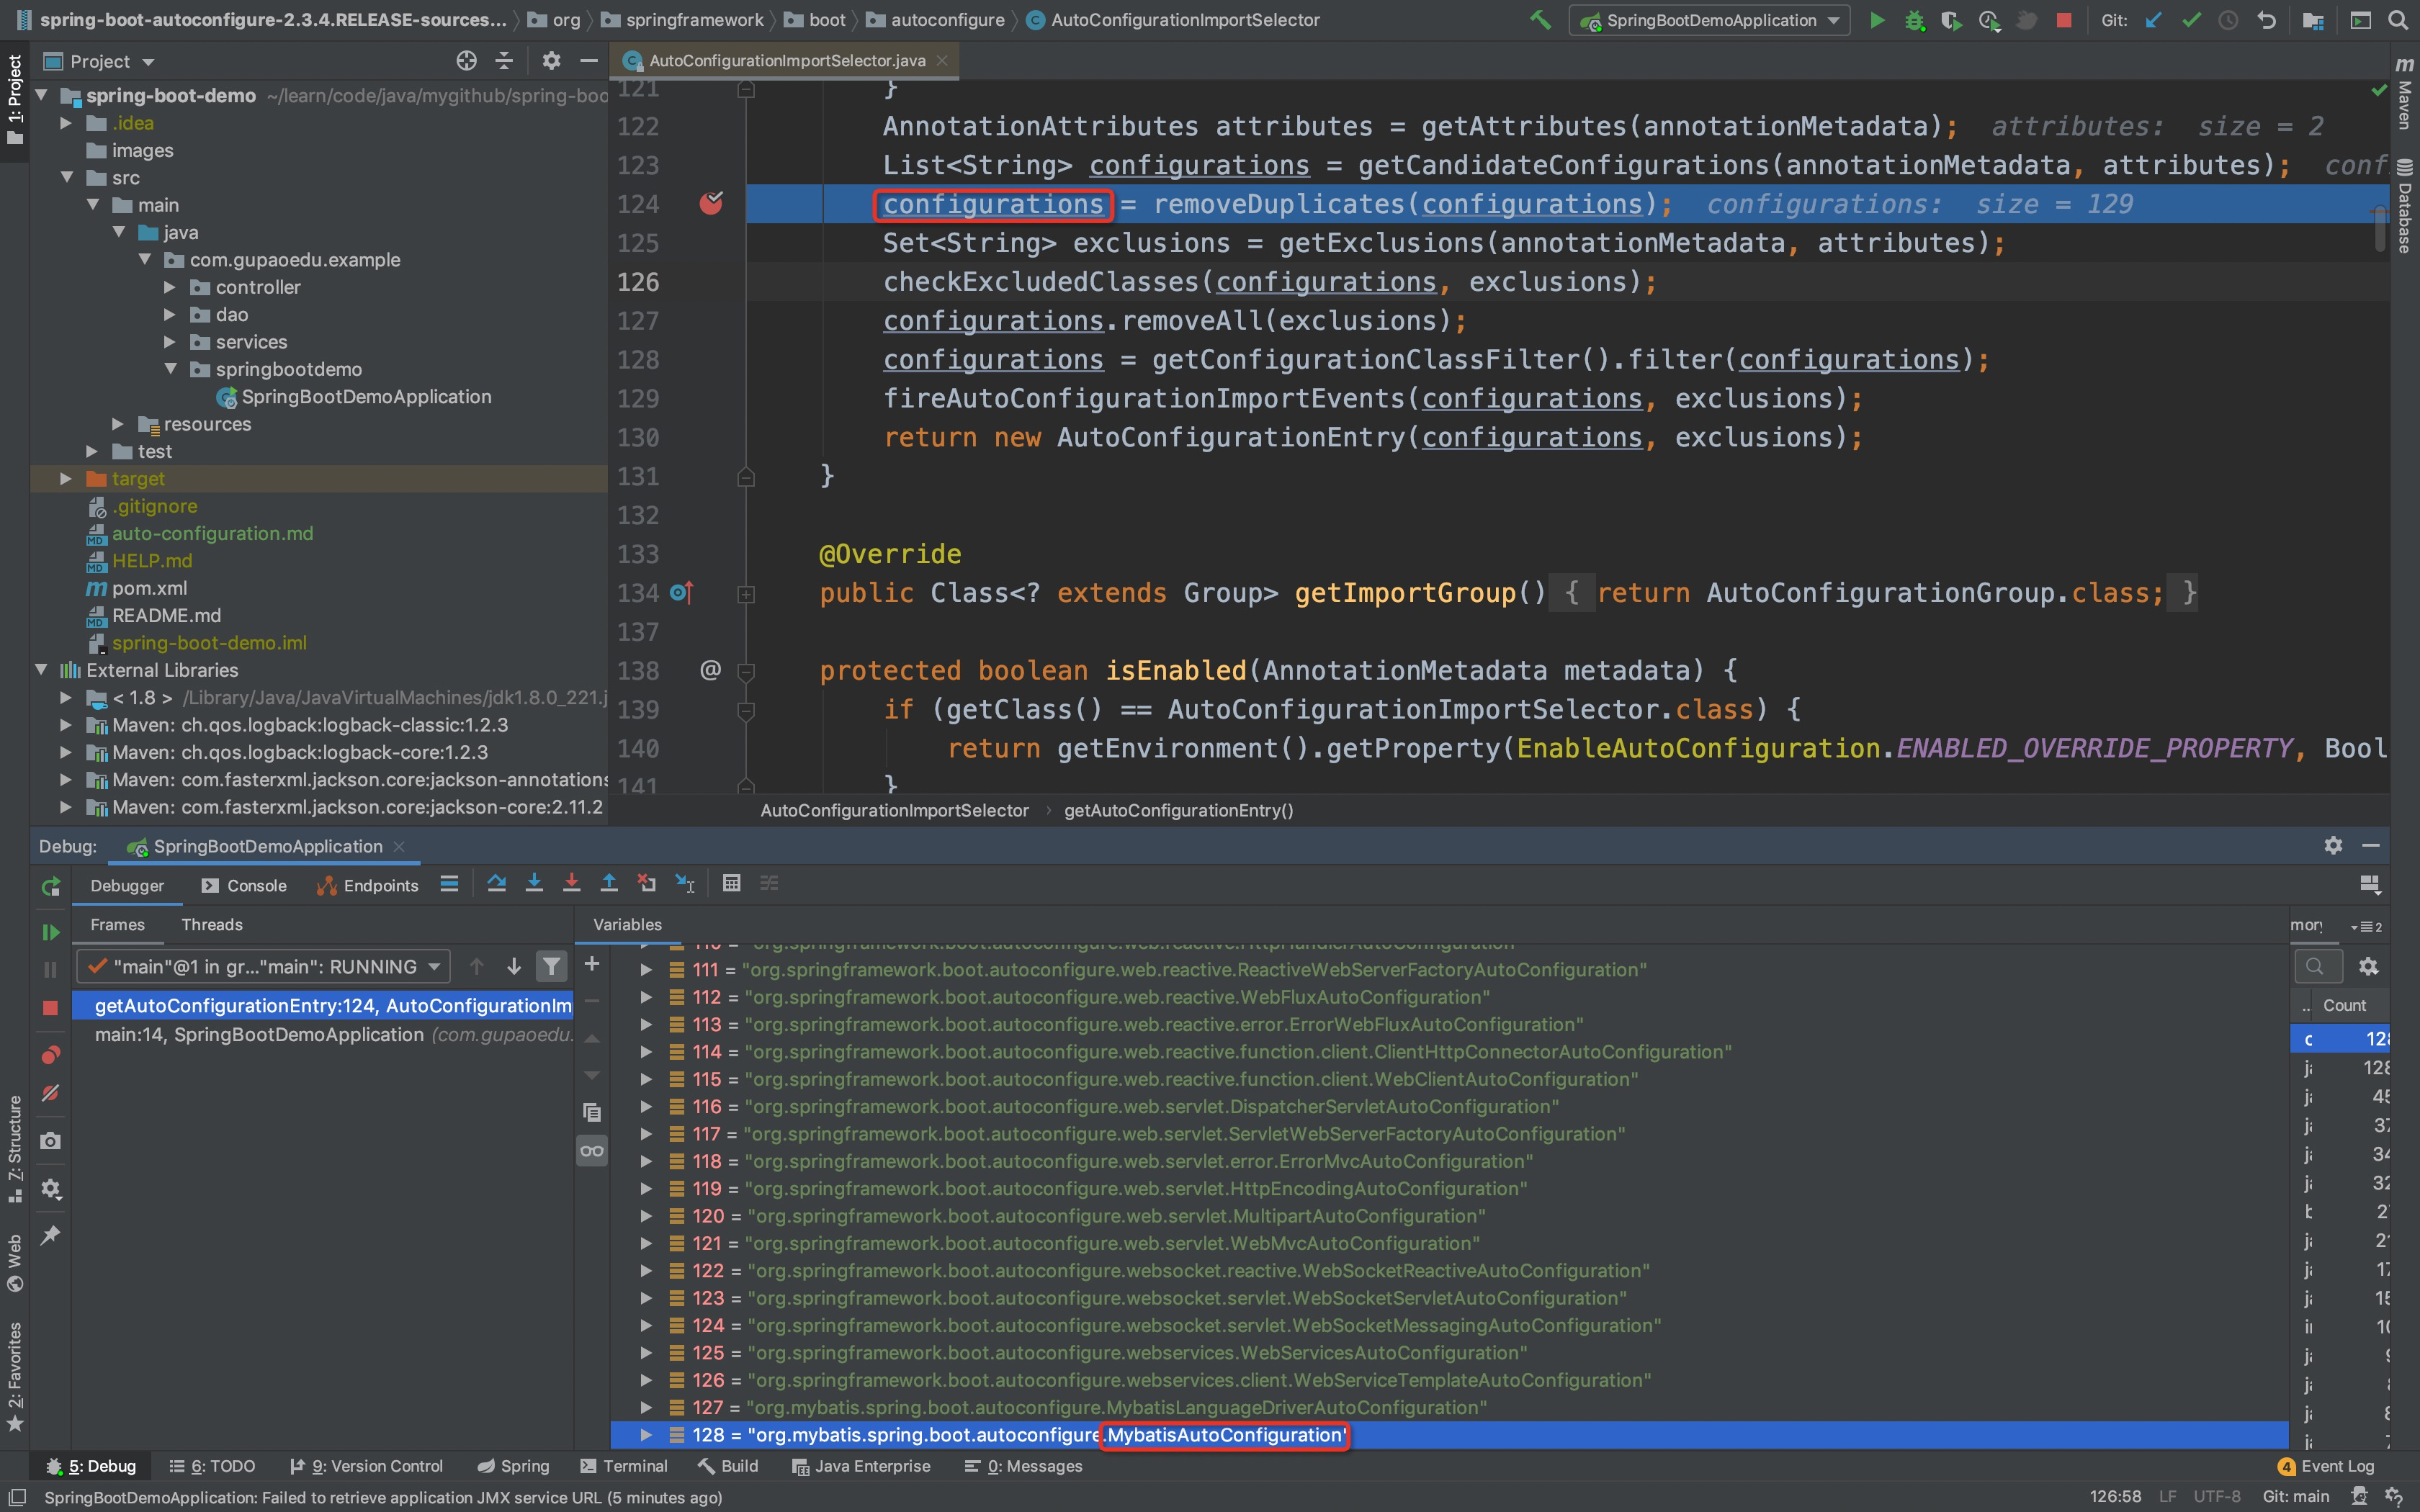 spring-boot-autoconfigure-2.3.4.RELEASE-sources... org springframework boot autoconfigure AutoConfigurationImportSelector SpringBootDemoApplication Git:
Project AutoConfigurationImportSelector.java
1: Project
spring-boot-demo ~/learn/code/java/mygithub/spring-boo
.idea
images
src
main
java
com.gupaoedu.example
controller
dao
services
springbootdemo
SpringBootDemoApplication
resources
test
target
.gitignore
auto-configuration.md
HELP.md
pom.xml
README.md
spring-boot-demo.iml
External Libraries
< 1.8 > /Library/Java/JavaVirtualMachines/jdk1.8.0_221.j
Maven: ch.qos.logback:logback-classic:1.2.3
Maven: ch.qos.logback:logback-core:1.2.3
Maven: com.fasterxml.jackson.core:jackson-annotations
Maven: com.fasterxml.jackson.core:jackson-core:2.11.2
121 }
122 AnnotationAttributes attributes = getAttributes(annotationMetadata); attributes: size = 2
123 List<String> configurations = getCandidateConfigurations(annotationMetadata, attributes); conf
124 configurations = removeDuplicates(configurations); configurations: size = 129
125 Set<String> exclusions = getExclusions(annotationMetadata, attributes);
126 checkExcludedClasses(configurations, exclusions);
127 configurations.removeAll(exclusions);
128 configurations = getConfigurationClassFilter().filter(configurations);
129 fireAutoConfigurationImportEvents(configurations, exclusions);
130 return new AutoConfigurationEntry(configurations, exclusions);
131 }
132
133 @Override
134 public Class<? extends Group> getImportGroup() { return AutoConfigurationGroup.class; }
137
138 @ protected boolean isEnabled(AnnotationMetadata metadata) {
139 if (getClass() == AutoConfigurationImportSelector.class) {
140 return getEnvironment().getProperty(EnableAutoConfiguration.ENABLED_OVERRIDE_PROPERTY, Bool
141 }
AutoConfigurationImportSelector getAutoConfigurationEntry()
Maven
Database
Debug: SpringBootDemoApplication
Debugger Console Endpoints
Frames Threads Variables
"main"@1 in gr..."main": RUNNING
getAutoConfigurationEntry:124, AutoConfigurationIm
main:14, SpringBootDemoApplication (com.gupaoedu.
110 = "org.springframework.boot.autoconfigure.web.reactive.HttpHandlerAutoConfiguration"
111 = "org.springframework.boot.autoconfigure.web.reactive.ReactiveWebServerFactoryAutoConfiguration"
112 = "org.springframework.boot.autoconfigure.web.reactive.WebFluxAutoConfiguration"
113 = "org.springframework.boot.autoconfigure.web.reactive.error.ErrorWebFluxAutoConfiguration"
114 = "org.springframework.boot.autoconfigure.web.reactive.function.client.ClientHttpConnectorAutoConfiguration"
115 = "org.springframework.boot.autoconfigure.web.reactive.function.client.WebClientAutoConfiguration"
116 = "org.springframework.boot.autoconfigure.web.servlet.DispatcherServletAutoConfiguration"
117 = "org.springframework.boot.autoconfigure.web.servlet.ServletWebServerFactoryAutoConfiguration"
118 = "org.springframework.boot.autoconfigure.web.servlet.error.ErrorMvcAutoConfiguration"
119 = "org.springframework.boot.autoconfigure.web.servlet.HttpEncodingAutoConfiguration"
120 = "org.springframework.boot.autoconfigure.web.servlet.MultipartAutoConfiguration"
121 = "org.springframework.boot.autoconfigure.web.servlet.WebMvcAutoConfiguration"
122 = "org.springframework.boot.autoconfigure.websocket.reactive.WebSocketReactiveAutoConfiguration"
123 = "org.springframework.boot.autoconfigure.websocket.servlet.WebSocketServletAutoConfiguration"
124 = "org.springframework.boot.autoconfigure.websocket.servlet.WebSocketMessagingAutoConfiguration"
125 = "org.springframework.boot.autoconfigure.webservices.WebServicesAutoConfiguration"
126 = "org.springframework.boot.autoconfigure.webservices.client.WebServiceTemplateAutoConfiguration"
127 = "org.mybatis.spring.boot.autoconfigure.MybatisLanguageDriverAutoConfiguration"
128 = "org.mybatis.spring.boot.autoconfigure.MybatisAutoConfiguration"
Count
Z: Structure
Web
2: Favorites
5: Debug 6: TODO 9: Version Control Spring Terminal Build Java Enterprise 0: Messages 4 Event Log
SpringBootDemoApplication: Failed to retrieve application JMX service URL (5 minutes ago) 126:58 LF UTF-8 Git: main